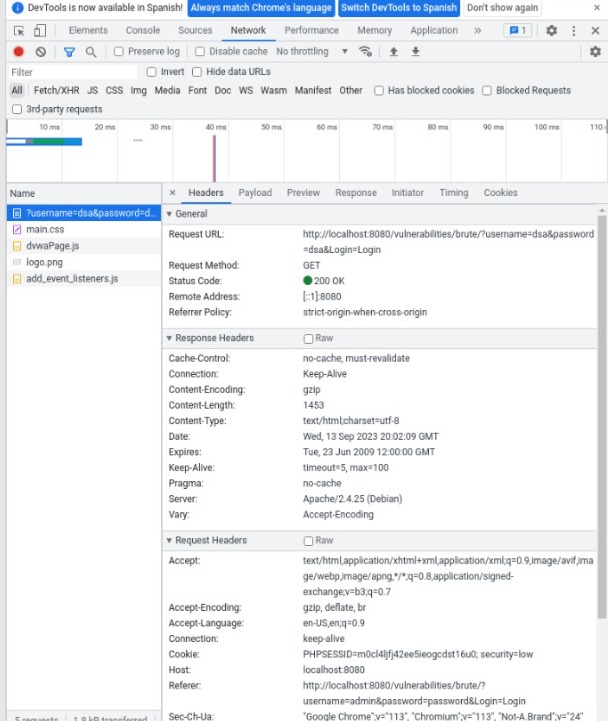 DevTools is now available in Spanish! Always match Chrome's language Switch DevTools to Spanish Don't show again
Elements Console Sources Network Performance Memory Application » 1
Preserve log Disable cache No throttling
Filter Invert Hide data URLs
All Fetch/XHR JS CSS Img Media Font Doc WS Wasm Manifest Other Has blocked cookies Blocked Requests
3rd-party requests
10 ms 20 ms 30 ms 40 ms 50 ms 60 ms 70 ms 80 ms 90 ms 100 ms 110
Name
?username=dsa&password=d...
main.css
dvwaPage.js
logo.png
add_event_listeners.js
Headers Payload Preview Response Initiator Timing Cookies
General
Request URL: http://localhost:8080/vulnerabilities/brute/?username=dsa&password
=dsa&Login=Login
Request Method: GET
Status Code: 200 OK
Remote Address: [::1]:8080
Referrer Policy: strict-origin-when-cross-origin
Response Headers Raw
Cache-Control: no-cache, must-revalidate
Connection: Keep-Alive
Content-Encoding: gzip
Content-Length: 1453
Content-Type: text/html;charset=utf-8
Date: Wed, 13 Sep 2023 20:02:09 GMT
Expires: Tue, 23 Jun 2009 12:00:00 GMT
Keep-Alive: timeout=5, max=100
Pragma: no-cache
Server: Apache/2.4.25 (Debian)
Vary: Accept-Encoding
Request Headers Raw
Accept: text/html,application/xhtml+xml,application/xml;q=0.9,image/avif,ima
ge/webp,image/apng,*/*;q=0.8,application/signed-
exchange;v=b3;q=0.7
Accept-Encoding: gzip, deflate, br
Accept-Language: en-US,en;q=0.9
Connection: keep-alive
Cookie: PHPSESSID=m0cl4ljfj42ee5ieogcdst16u0; security=low
Host: localhost:8080
Referer: http://localhost:8080/vulnerabilities/brute/?
username=admin&password=password&Login=Login
Sec-Ch-Ua: "Google Chrome";v="113", "Chromium";v="113", "Not-A.Brand";v="24"
5 requests 1.8 kB transferred